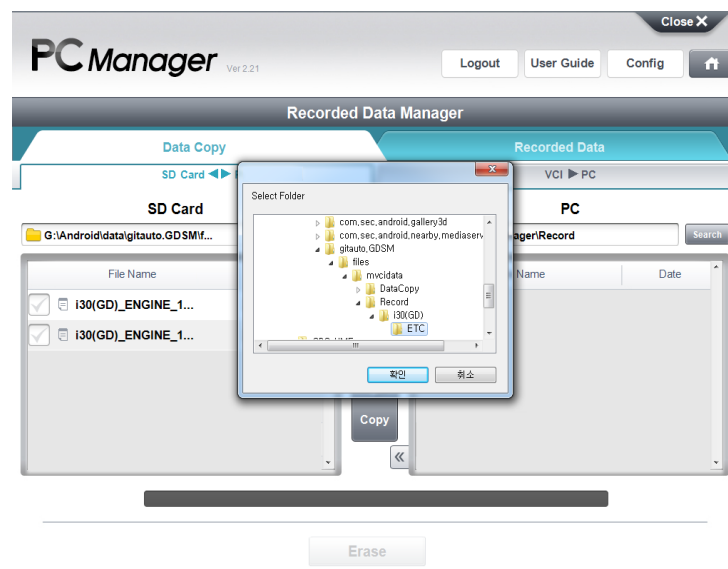 Close X
PC Manager Ver 2.21
Logout
User Guide
Config
Recorded Data Manager
Data Copy
Recorded Data
SD Card
VCI ▶ PC
SD Card
PC
G:\Android\data\gitauto.GDSM\f...
ager\Record
Search
File Name
Name
Date
i30(GD)_ENGINE_1...
i30(GD)_ENGINE_1...
Select Folder
com,sec,android,gallery3d
com,sec,android,nearby,mediaserv
gitauto,GDSM
files
mvcidata
DataCopy
Record
i30(GD)
ETC
확인
취소
Copy
Erase